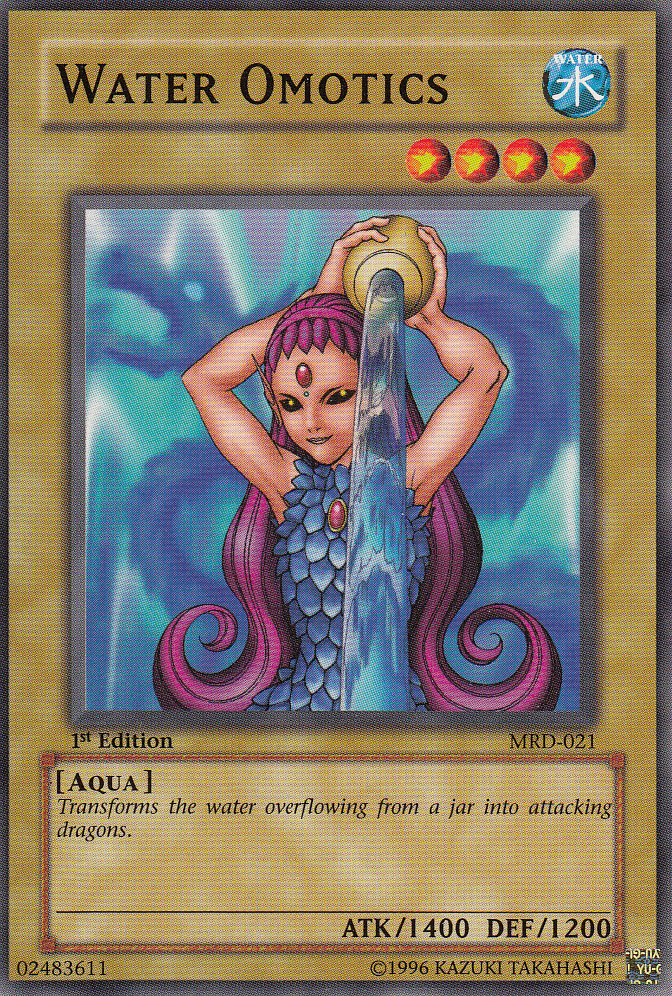 WATER OMOTICS
WATER
水
1st Edition
MRD-021
[AQUA]
Transforms the water overflowing from a jar into attacking
dragons.
ATK/1400 DEF/1200
02483611
©1996 KAZUKI TAKAHASHI